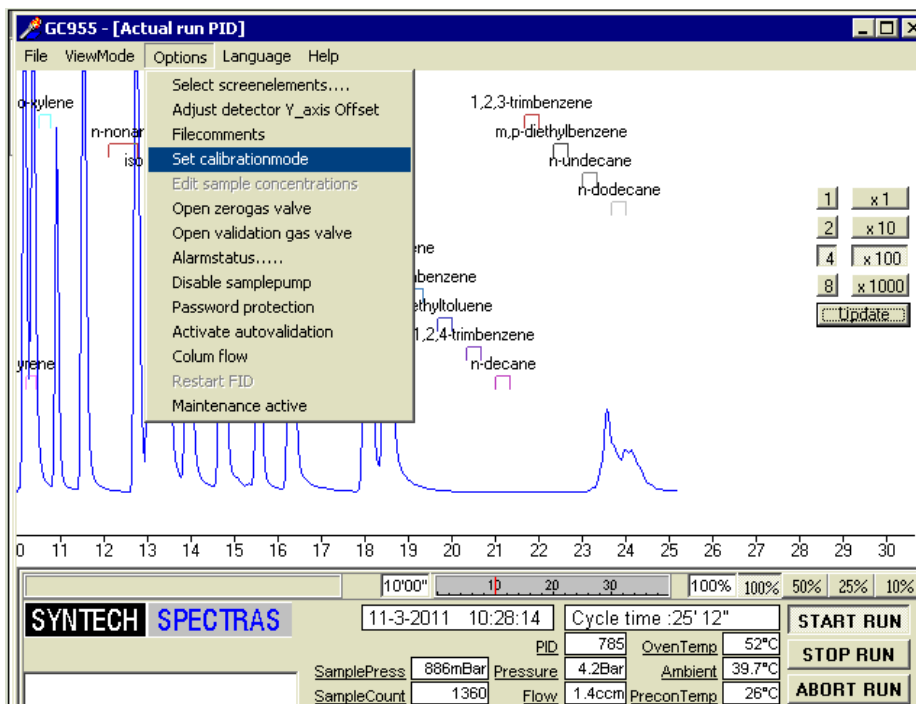 GC955 - [Actual run PID]
File ViewMode Options Language Help
Select screenelements....
Adjust detector Y_axis Offset
Filecomments
Set calibrationmode
Edit sample concentrations
Open zerogas valve
Open validation gas valve
Alarmstatus.....
Disable samplepump
Password protection
Activate autovalidation
Colum flow
Restart FID
Maintenance active
o-xylene
n-nonan
iso
yrene
1,2,3-trimbenzene
m,p-diethylbenzene
n-undecane
n-dodecane
ene
nbenzene
ethyltoluene
1,2,4-trimbenzene
n-decane
1 x 1
2 x 10
4 x 100
8 x 1000
Update
0 11 12 13 14 15 16 17 18 19 20 21 22 23 24 25 26 27 28 29 30
10'00" 10 20 30 100% 100% 50% 25% 10%
SYNTECH SPECTRAS
11-3-2011 10:28:14 Cycle time :25' 12"
START RUN
PID 785 OvenTemp 52°C
STOP RUN
SamplePress 886mBar Pressure 4.2Bar Ambient 39.7°C
SampleCount 1360 Flow 1.4ccm PreconTemp 26°C
ABORT RUN